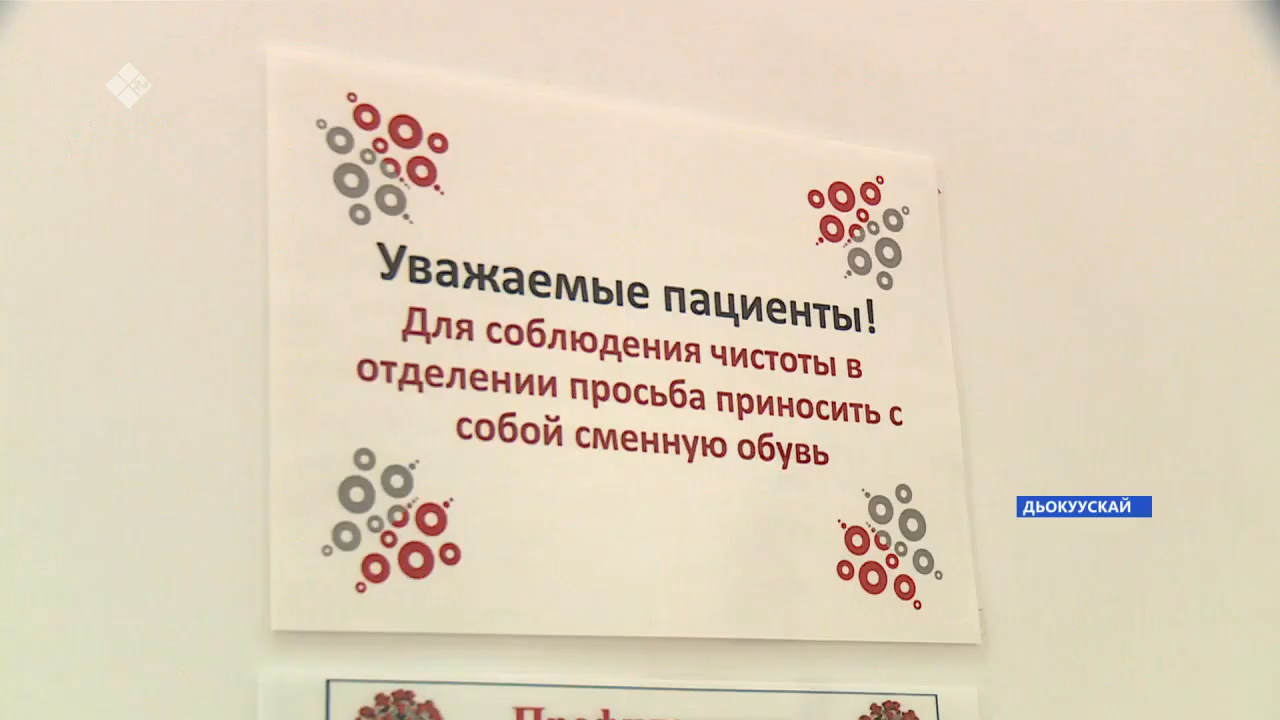 Уважаемые пациенты!
Для соблюдения чистоты в
отделении просьба приносить с
собой сменную обувь
ДЬОКУУСКАЙ